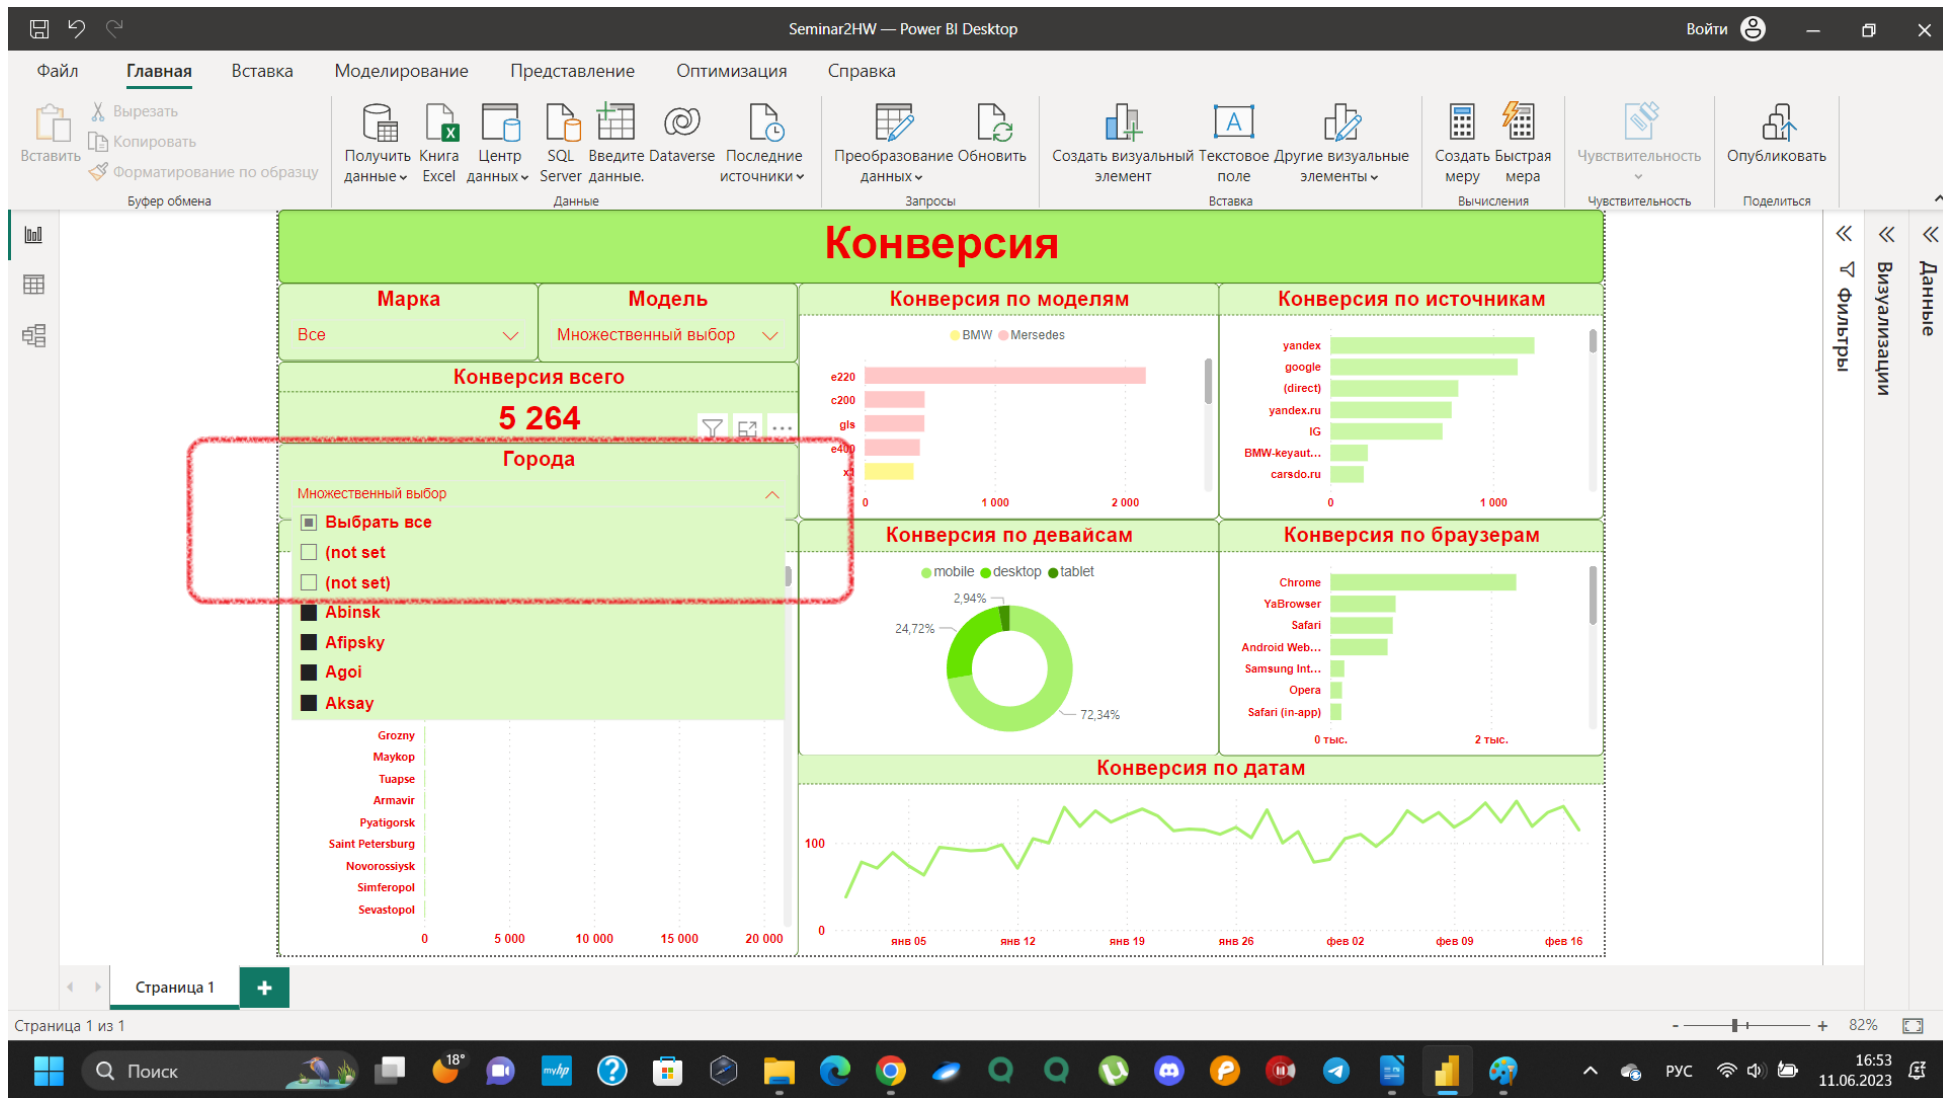 Seminar2HW — Power BI Desktop
Войти
Файл Главная Вставка Моделирование Представление Оптимизация Справка
Вставить
Вырезать
Копировать
Форматирование по образцу
Буфер обмена
Получить данные
Книга Excel
Центр данных
SQL Server
Введите данные.
Dataverse
Последние источники
Данные
Преобразование данных
Обновить
Запросы
Создать визуальный элемент
Текстовое поле
Другие визуальные элементы
Вставка
Создать меру
Быстрая мера
Вычисления
Чувствительность
Чувствительность
Опубликовать
Поделиться
Конверсия
Марка
Все
Модель
Множественный выбор
Конверсия всего
5 264
Города
Множественный выбор
Выбрать все
(not set
(not set)
Abinsk
Afipsky
Agoi
Aksay
Grozny
Maykop
Tuapse
Armavir
Pyatigorsk
Saint Petersburg
Novorossiysk
Simferopol
Sevastopol
0 5 000 10 000 15 000 20 000
Конверсия по моделям
BMW Mersedes
e220
c200
gls
e400
0 1 000 2 000
Конверсия по источникам
yandex
google
(direct)
yandex.ru
IG
BMW-keyaut...
carsdo.ru
0 1 000
Конверсия по девайсам
mobile desktop tablet
2,94%
24,72%
72,34%
Конверсия по браузерам
Chrome
YaBrowser
Safari
Android Web...
Samsung Int...
Opera
Safari (in-app)
0 тыс. 2 тыс.
Конверсия по датам
100
0
янв 05 янв 12 янв 19 янв 26 фев 02 фев 09 фев 16
Фильтры
Визуализации
Данные
Страница 1
Страница 1 из 1
82%
Поиск
18°
myhp
РУС
16:53
11.06.2023